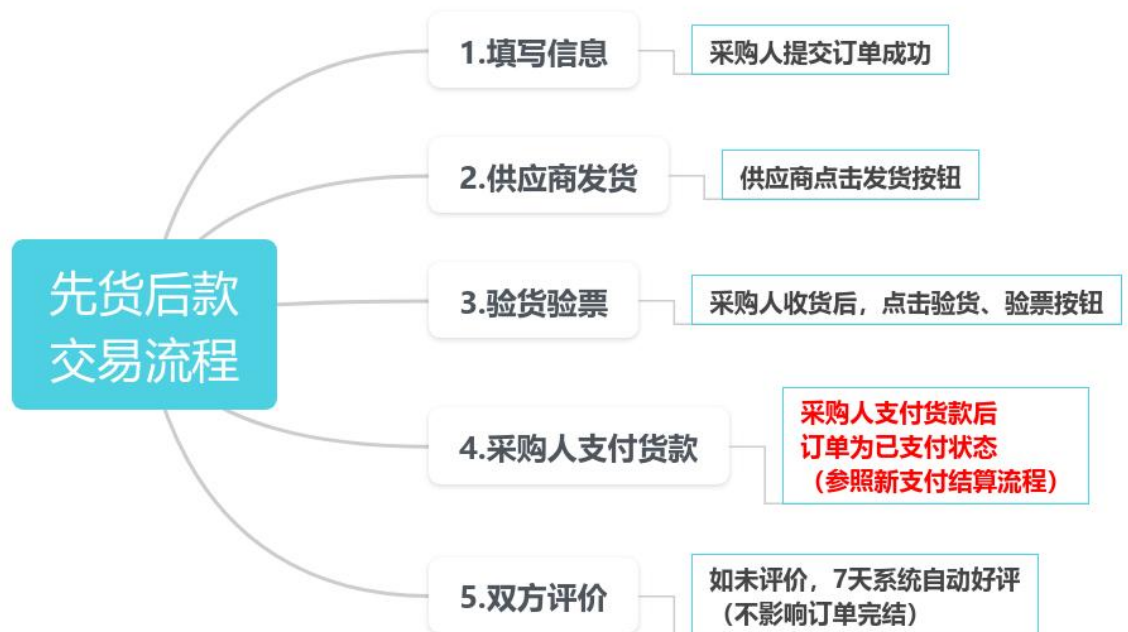 先货后款
交易流程
1.填写信息
采购人提交订单成功
2.供应商发货
供应商点击发货按钮
3.验货验票
采购人收货后，点击验货、验票按钮
4.采购人支付货款
采购人支付货款后
订单为已支付状态
（参照新支付结算流程）
5.双方评价
如未评价，7天系统自动好评
（不影响订单完结）